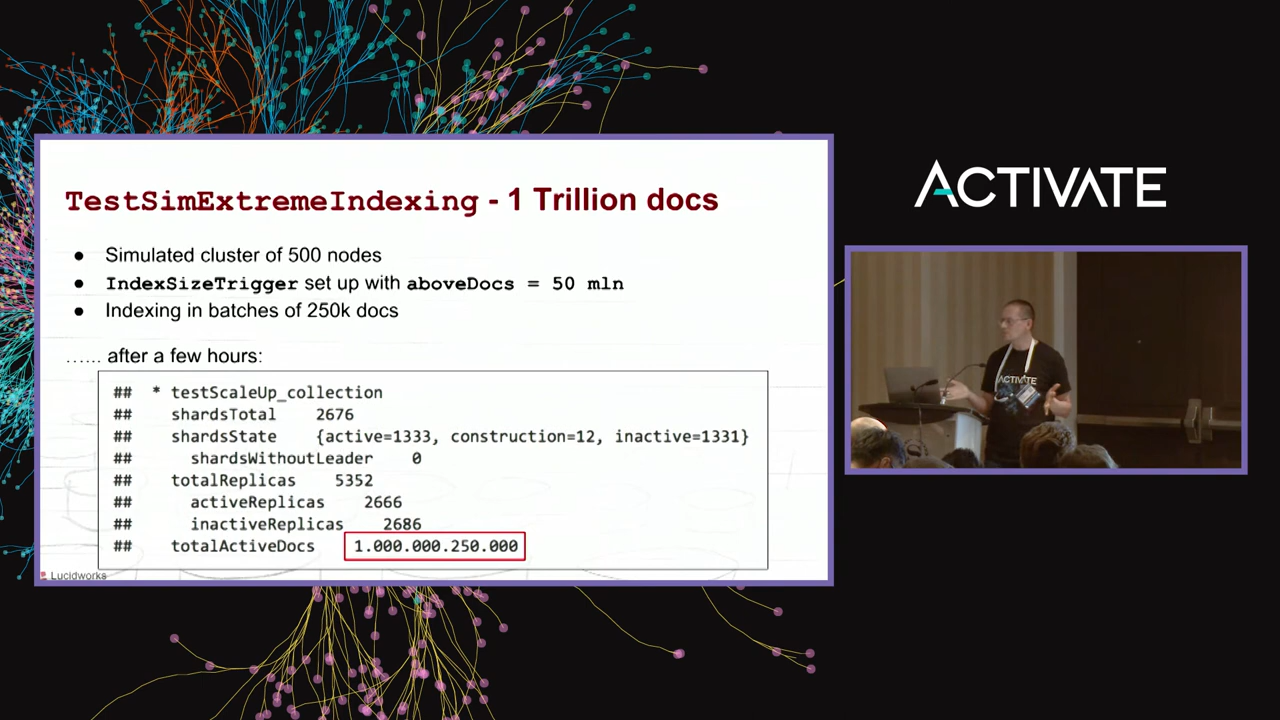 TestSimExtremeIndexing - 1 Trillion docs
● Simulated cluster of 500 nodes
● IndexSizeTrigger set up with aboveDocs = 50 mln
● Indexing in batches of 250k docs
...... after a few hours:
## * testScaleUp_collection
## shardsTotal 2676
## shardsState {active=1333, construction=12, inactive=1331}
## shardsWithoutLeader 0
## totalReplicas 5352
## activeReplicas 2666
## inactiveReplicas 2686
## totalActiveDocs 1.000.000.250.000
Lucidworks
ACTIVATE
ACTIVATE